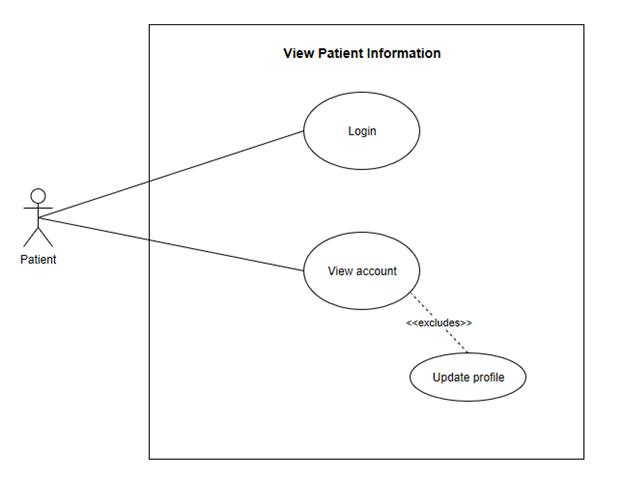 View Patient Information
Login
Patient
View account
<<excludes>>
Update profile